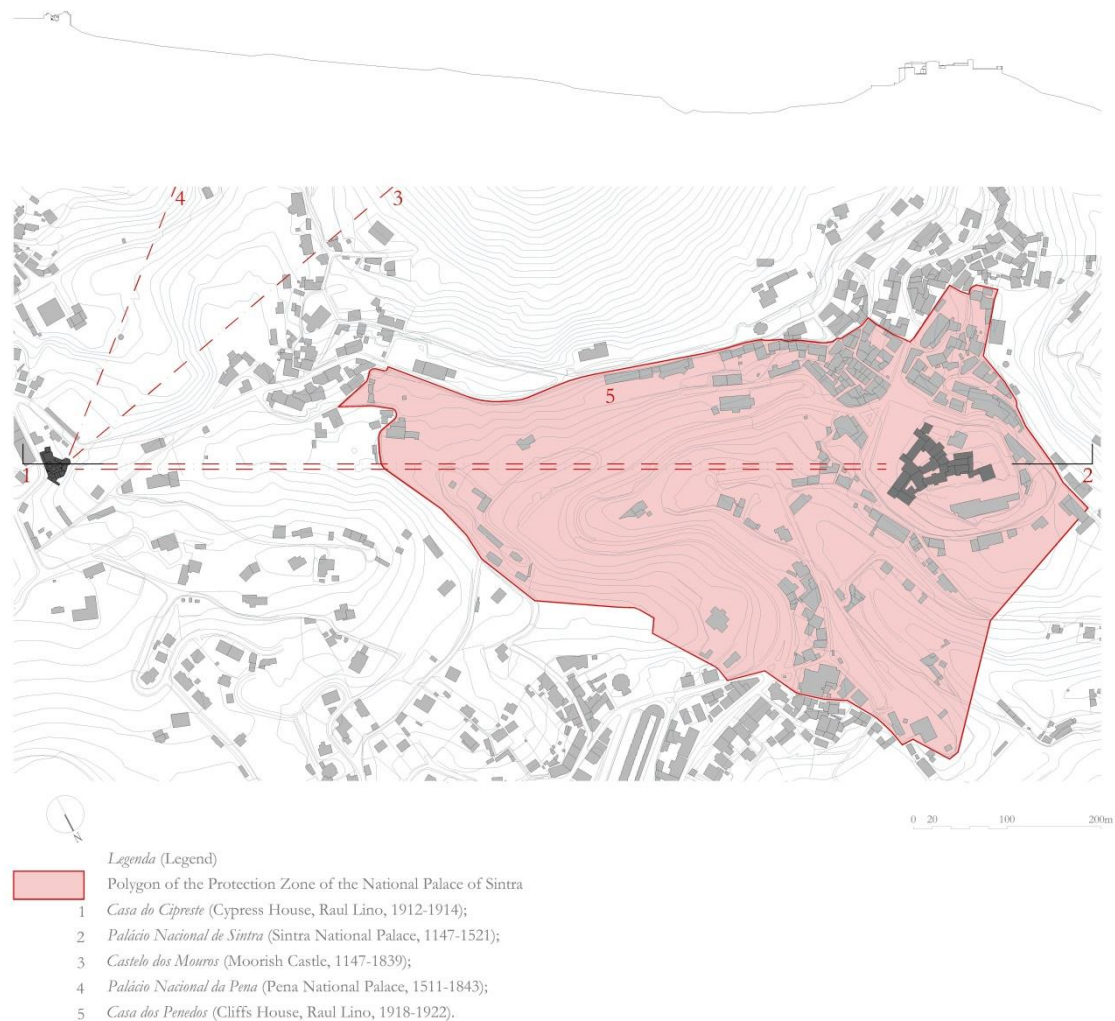 4
3
5
1
2
N
0 20 100 200m
Legenda (Legend)
Polygon of the Protection Zone of the National Palace of Sintra
1 Casa do Cipreste (Cypress House, Raul Lino, 1912-1914);
2 Palácio Nacional de Sintra (Sintra National Palace, 1147-1521);
3 Castelo dos Mouros (Moorish Castle, 1147-1839);
4 Palácio Nacional da Pena (Pena National Palace, 1511-1843);
5 Casa dos Penedos (Cliffs House, Raul Lino, 1918-1922).